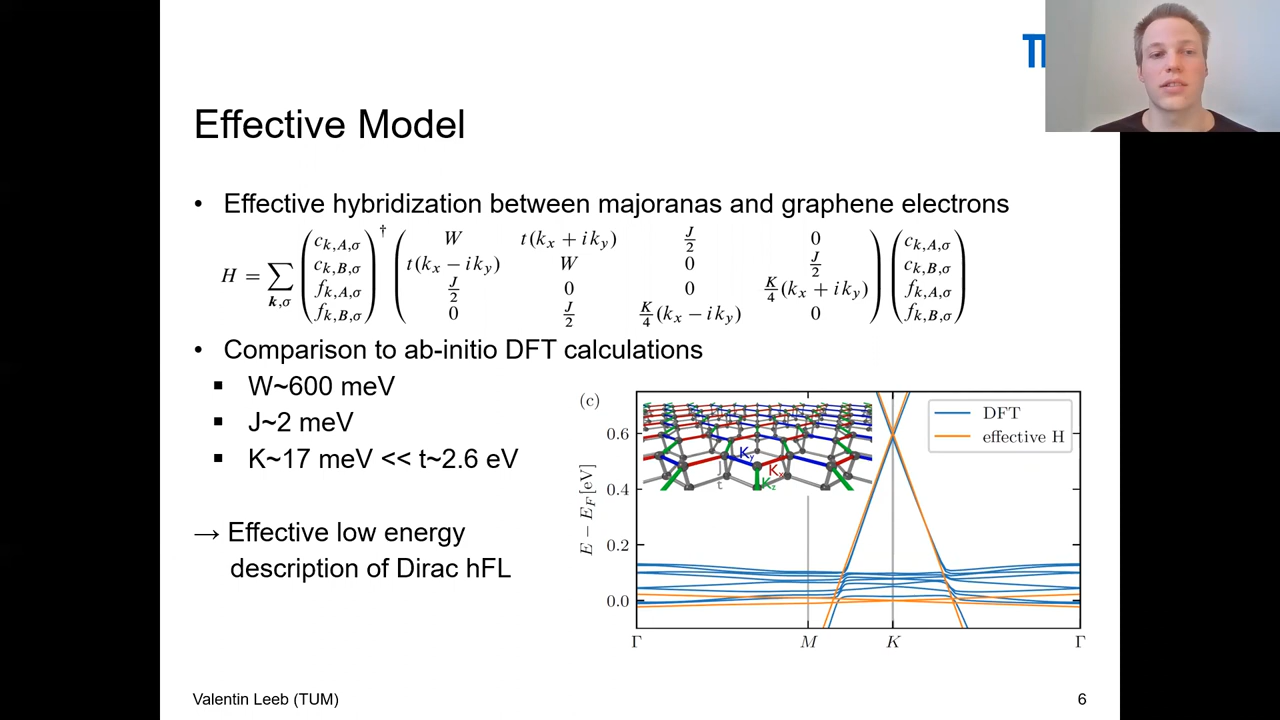 Effective Model
• Effective hybridization between majoranas and graphene electrons
H = ∑_{k,σ} (c_{k,A,σ} c_{k,B,σ} f_{k,A,σ} f_{k,B,σ})† (
W t(k_x + ik_y) J/2 0
t(k_x − ik_y) W 0 J/2
J/2 0 0 K/4(k_x + ik_y)
0 J/2 K/4(k_x − ik_y) 0
) (c_{k,A,σ} c_{k,B,σ} f_{k,A,σ} f_{k,B,σ})
• Comparison to ab-initio DFT calculations
▪ W~600 meV
▪ J~2 meV
▪ K~17 meV << t~2.6 eV
→ Effective low energy
description of Dirac hFL
(c)
DFT
effective H
K_y
K_x
K_z
J
t
E − E_F [eV]
0.6
0.4
0.2
0.0
Γ M K Γ
Valentin Leeb (TUM)
6